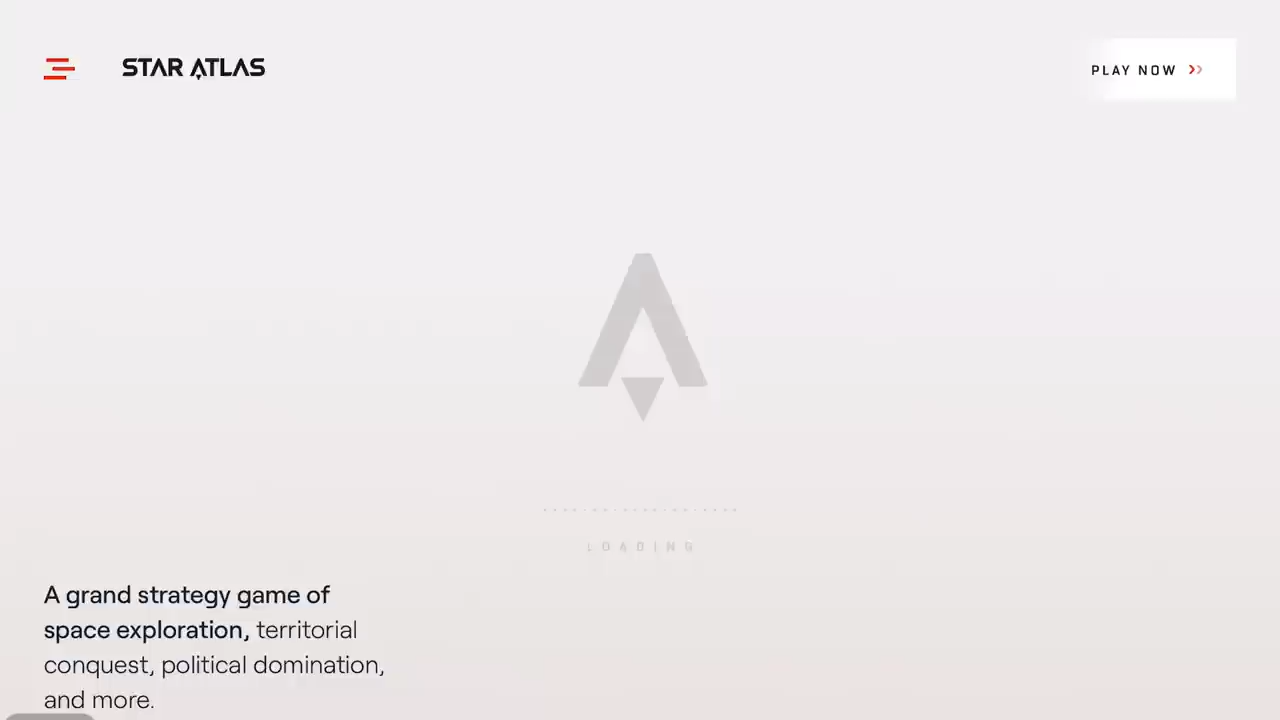 STAR ATLAS
PLAY NOW
LOADING
A grand strategy game of
space exploration, territorial
conquest, political domination,
and more.